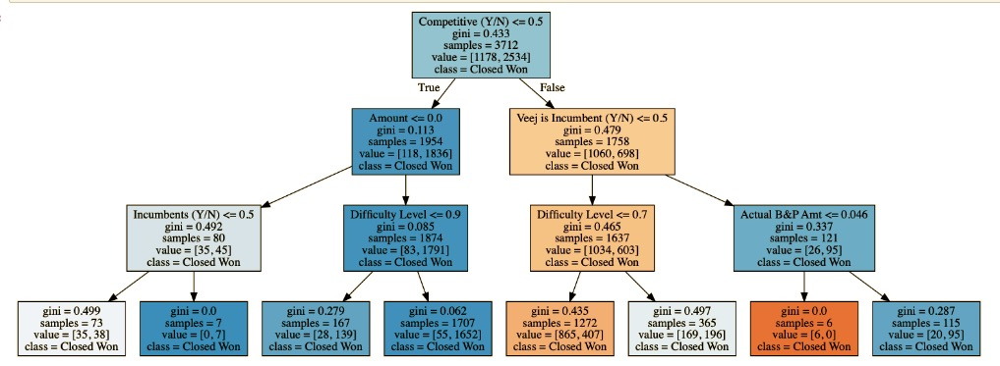 Competitive (Y/N) <= 0.5
gini = 0.433
samples = 3712
value = [1178, 2534]
class = Closed Won
True
False
Amount <= 0.0
gini = 0.113
samples = 1954
value = [118, 1836]
class = Closed Won
Veej is Incumbent (Y/N) <= 0.5
gini = 0.479
samples = 1758
value = [1060, 698]
class = Closed Won
Incumbents (Y/N) <= 0.5
gini = 0.492
samples = 80
value = [35, 45]
class = Closed Won
Difficulty Level <= 0.9
gini = 0.085
samples = 1874
value = [83, 1791]
class = Closed Won
Difficulty Level <= 0.7
gini = 0.465
samples = 1637
value = [1034, 603]
class = Closed Won
Actual B&P Amt <= 0.046
gini = 0.337
samples = 121
value = [26, 95]
class = Closed Won
gini = 0.499
samples = 73
value = [35, 38]
class = Closed Won
gini = 0.0
samples = 7
value = [0, 7]
class = Closed Won
gini = 0.279
samples = 167
value = [28, 139]
class = Closed Won
gini = 0.062
samples = 1707
value = [55, 1652]
class = Closed Won
gini = 0.435
samples = 1272
value = [865, 407]
class = Closed Won
gini = 0.497
samples = 365
value = [169, 196]
class = Closed Won
gini = 0.0
samples = 6
value = [6, 0]
class = Closed Won
gini = 0.287
samples = 115
value = [20, 95]
class = Closed Won